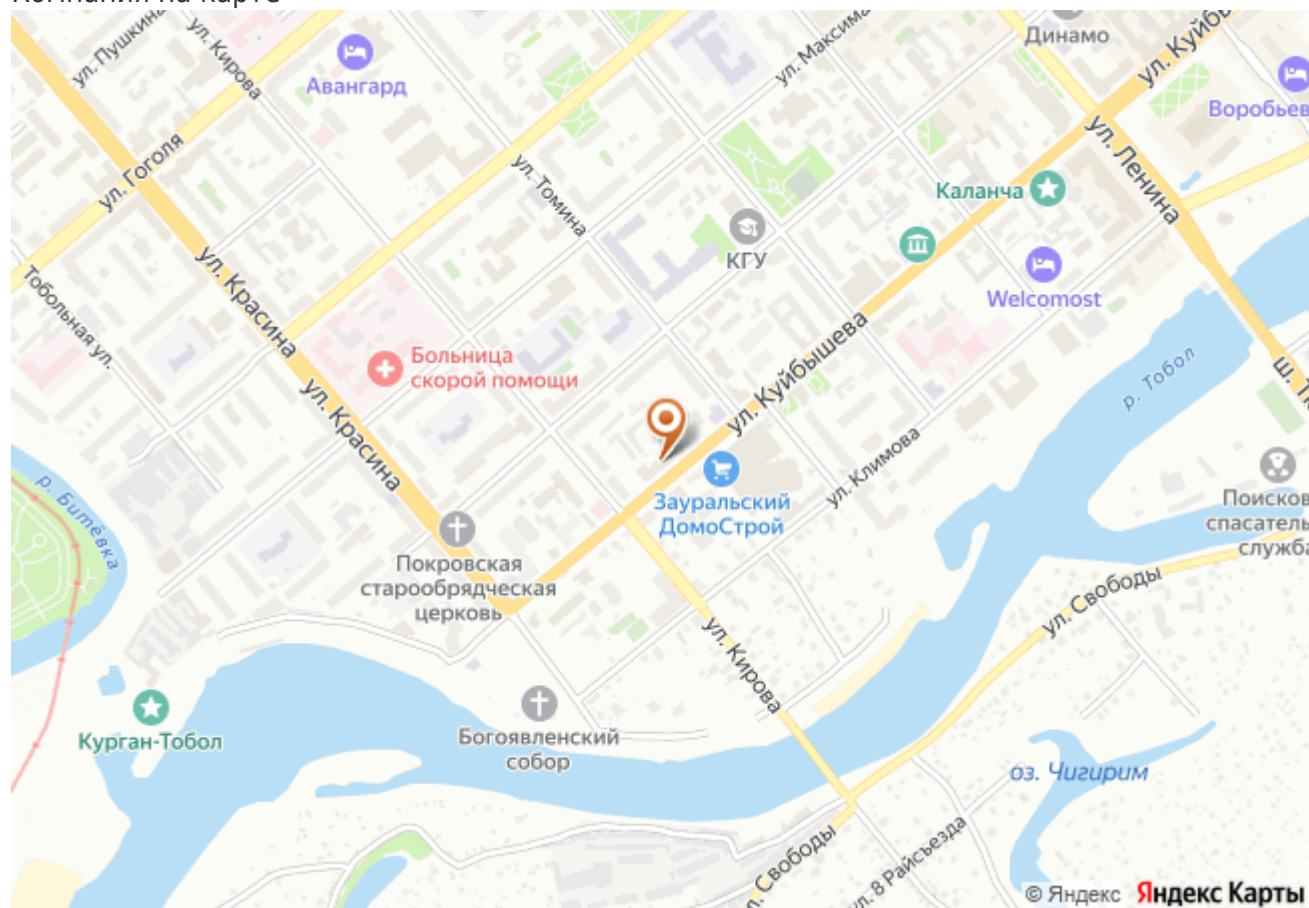 Компания на карте
ул. Пушкина
ул. Кирова
Авангард
ул. Максима
Динамо
ул. Куйбы
Воробьев
ул. Гоголя
ул. Томина
ул. Ленина
Каланча
КГУ
Welcomost
Тобольная ул.
ул. Красина
Больница
скорой помощи
ул. Куйбышева
р. Тобол
ш. Т
ул. Красина
ул. Климова
р. Битёвка
Зауральский
ДомоСтрой
Поисков
спасатель
служба
Покровская
старообрядческая
церковь
ул. Свободы
ул. Кирова
Курган-Тобол
Богоявленский
собор
оз. Чигирим
Свободы
ул. 8 Райсъезда
© Яндекс Яндекс Карты